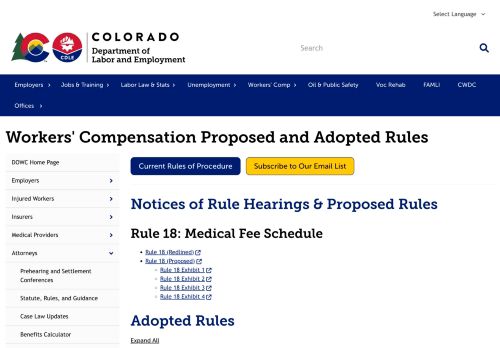 Select Language
COLORADO
Department of
Labor and Employment
CDLE
Search
Employers
Jobs & Training
Labor Law & Stats
Unemployment
Workers' Comp
Oil & Public Safety
Voc Rehab
FAMLI
CWDC
Offices
Workers' Compensation Proposed and Adopted Rules
DOWC Home Page
Employers
Injured Workers
Insurers
Medical Providers
Attorneys
Prehearing and Settlement
Conferences
Statute, Rules, and Guidance
Case Law Updates
Benefits Calculator
Current Rules of Procedure
Subscribe to Our Email List
Notices of Rule Hearings & Proposed Rules
Rule 18: Medical Fee Schedule
Rule 18 (Redlined)
Rule 18 (Proposed)
Rule 18 Exhibit 1
Rule 18 Exhibit 2
Rule 18 Exhibit 3
Rule 18 Exhibit 4
Adopted Rules
Expand All